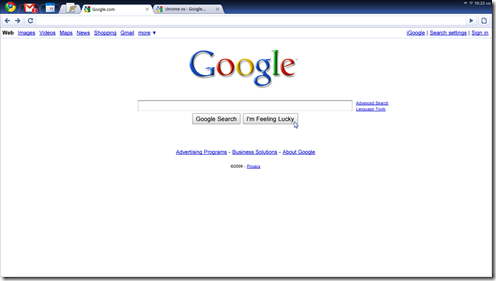 Google.com chrome os - Google... 10:23
Web Images Videos Maps News Shopping Gmail more ▼ iGoogle | Search settings | Sign in
Google
Advanced Search
Language Tools
Google Search I'm Feeling Lucky
Advertising Programs - Business Solutions - About Google
©2009 - Privacy